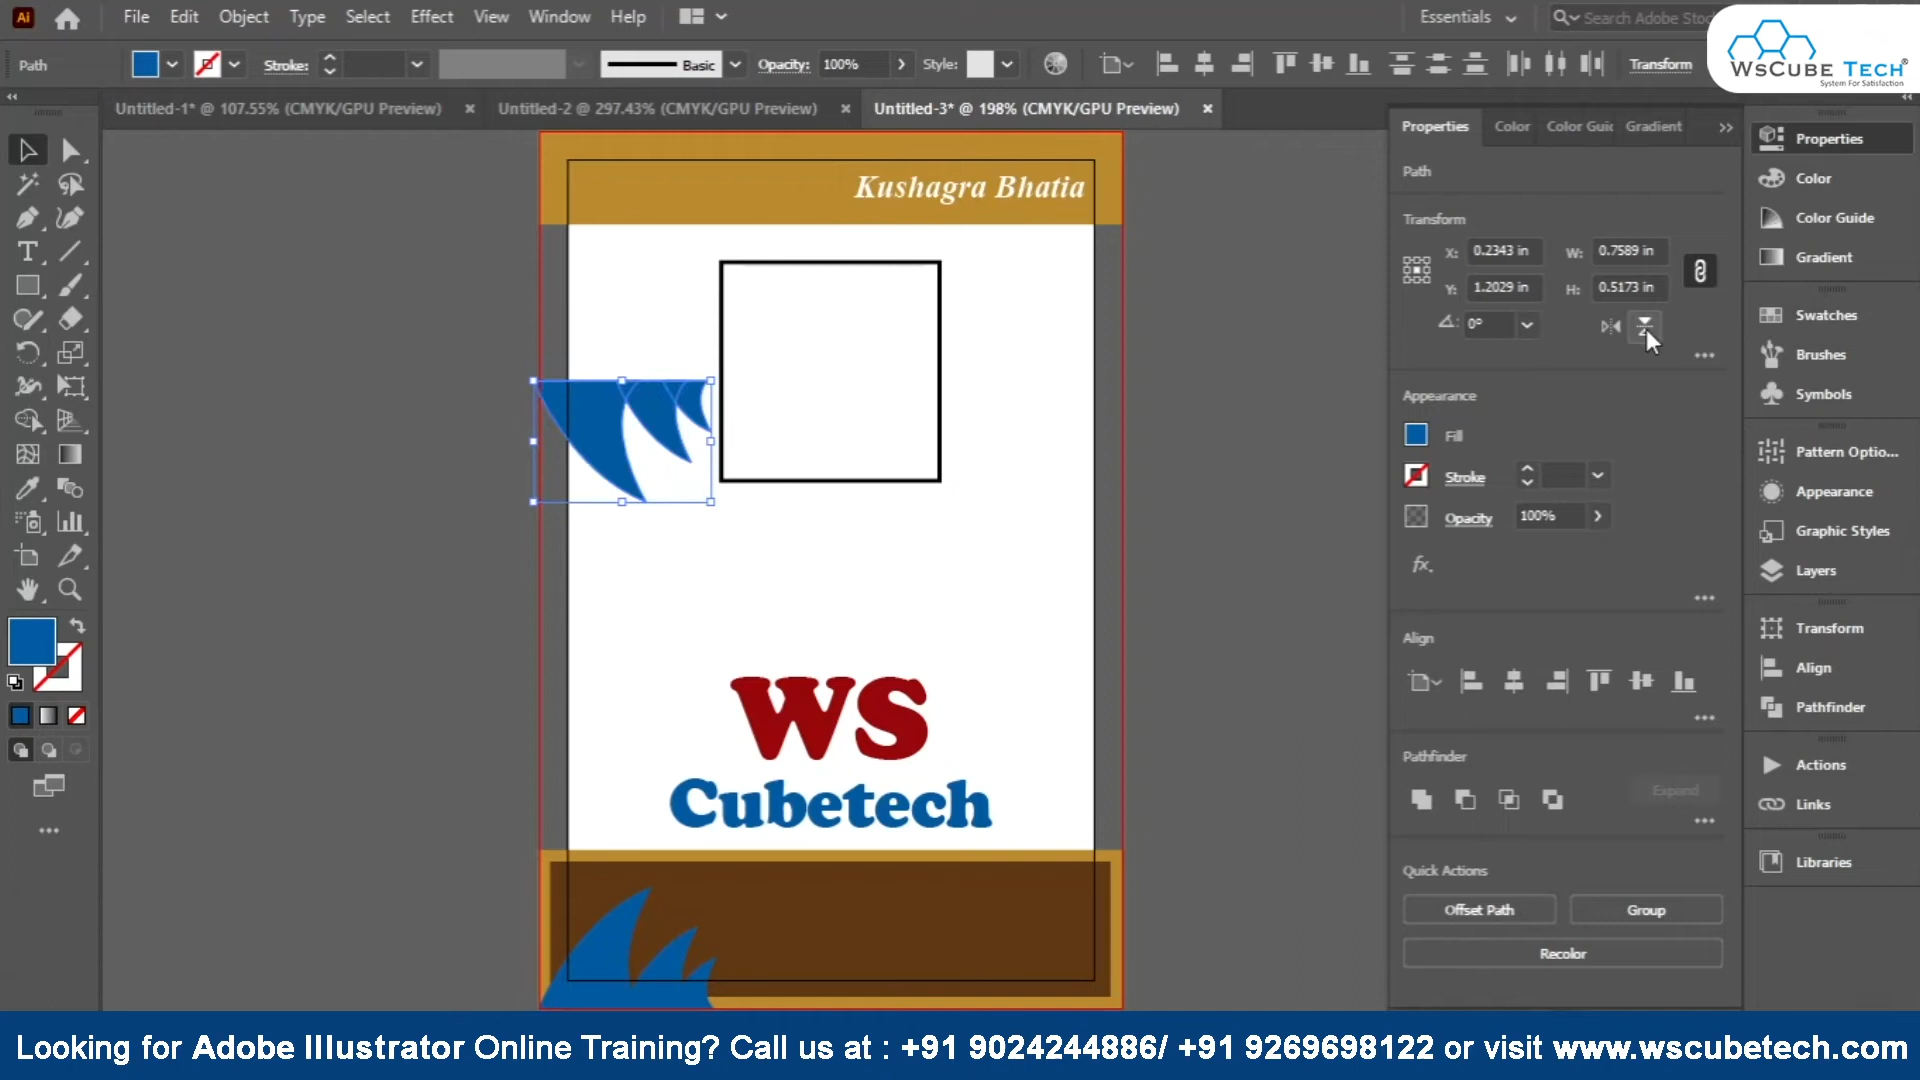 Ai File Edit Object Type Select Effect View Window Help Essentials Search Adobe Stoc
Path Stroke: Basic Opacity: 100% Style: Transform
WsCube Tech®
System For Satisfaction
Untitled-1* @ 107.55% (CMYK/GPU Preview) Untitled-2 @ 297.43% (CMYK/GPU Preview) Untitled-3* @ 198% (CMYK/GPU Preview)
Properties Color Color Guic Gradient
Path
Transform
X: 0.2343 in W: 0.7589 in
Y: 1.2029 in H: 0.5173 in
0°
Appearance
Fill
Stroke
Opacity 100%
fx.
Align
Pathfinder
Expand
Quick Actions
Offset Path Group
Recolor
Properties
Color
Color Guide
Gradient
Swatches
Brushes
Symbols
Pattern Optio...
Appearance
Graphic Styles
Layers
Transform
Align
Pathfinder
Actions
Links
Libraries
Kushagra Bhatia
WS
Cubetech
Looking for Adobe Illustrator Online Training? Call us at : +91 9024244886/ +91 9269698122 or visit www.wscubetech.com